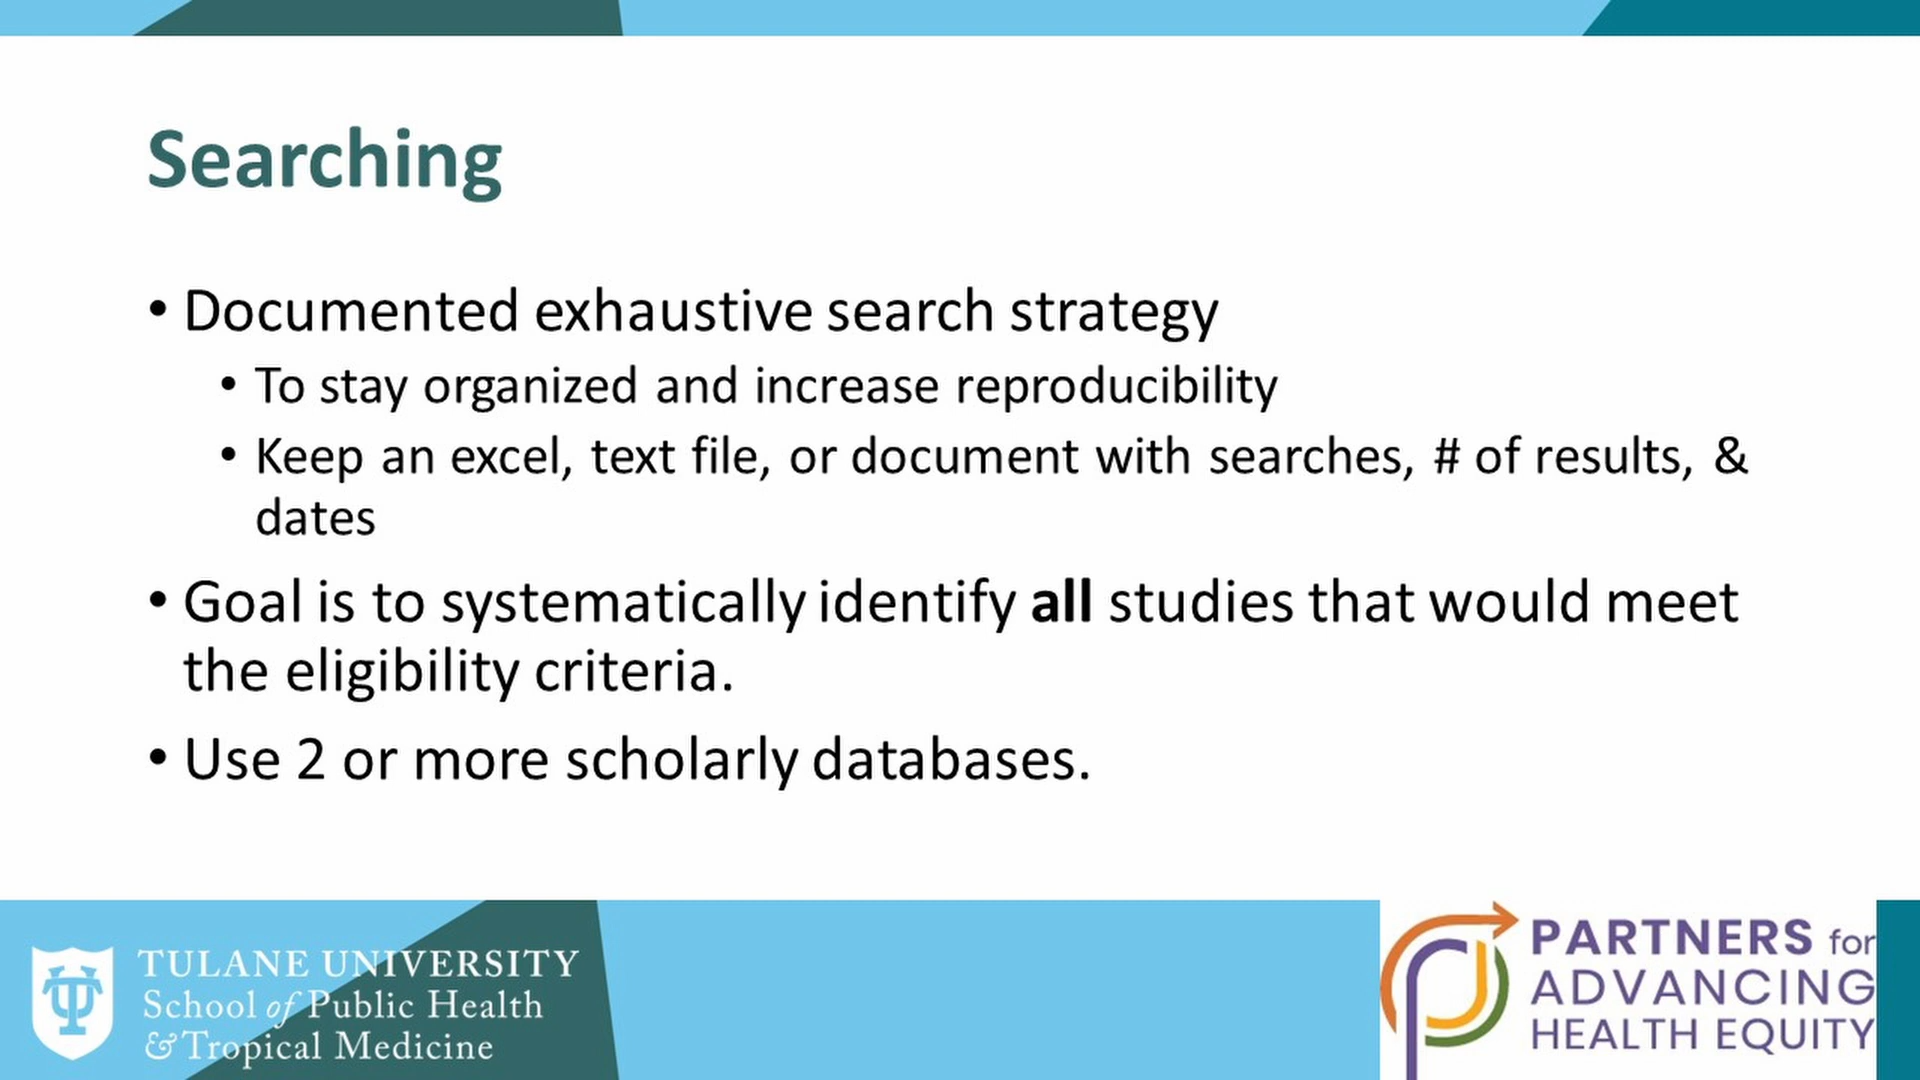 Searching
• Documented exhaustive search strategy
• To stay organized and increase reproducibility
• Keep an excel, text file, or document with searches, # of results, &
dates
• Goal is to systematically identify all studies that would meet
the eligibility criteria.
• Use 2 or more scholarly databases.
TULANE UNIVERSITY
School of Public Health
& Tropical Medicine
PARTNERS for
ADVANCING
HEALTH EQUITY